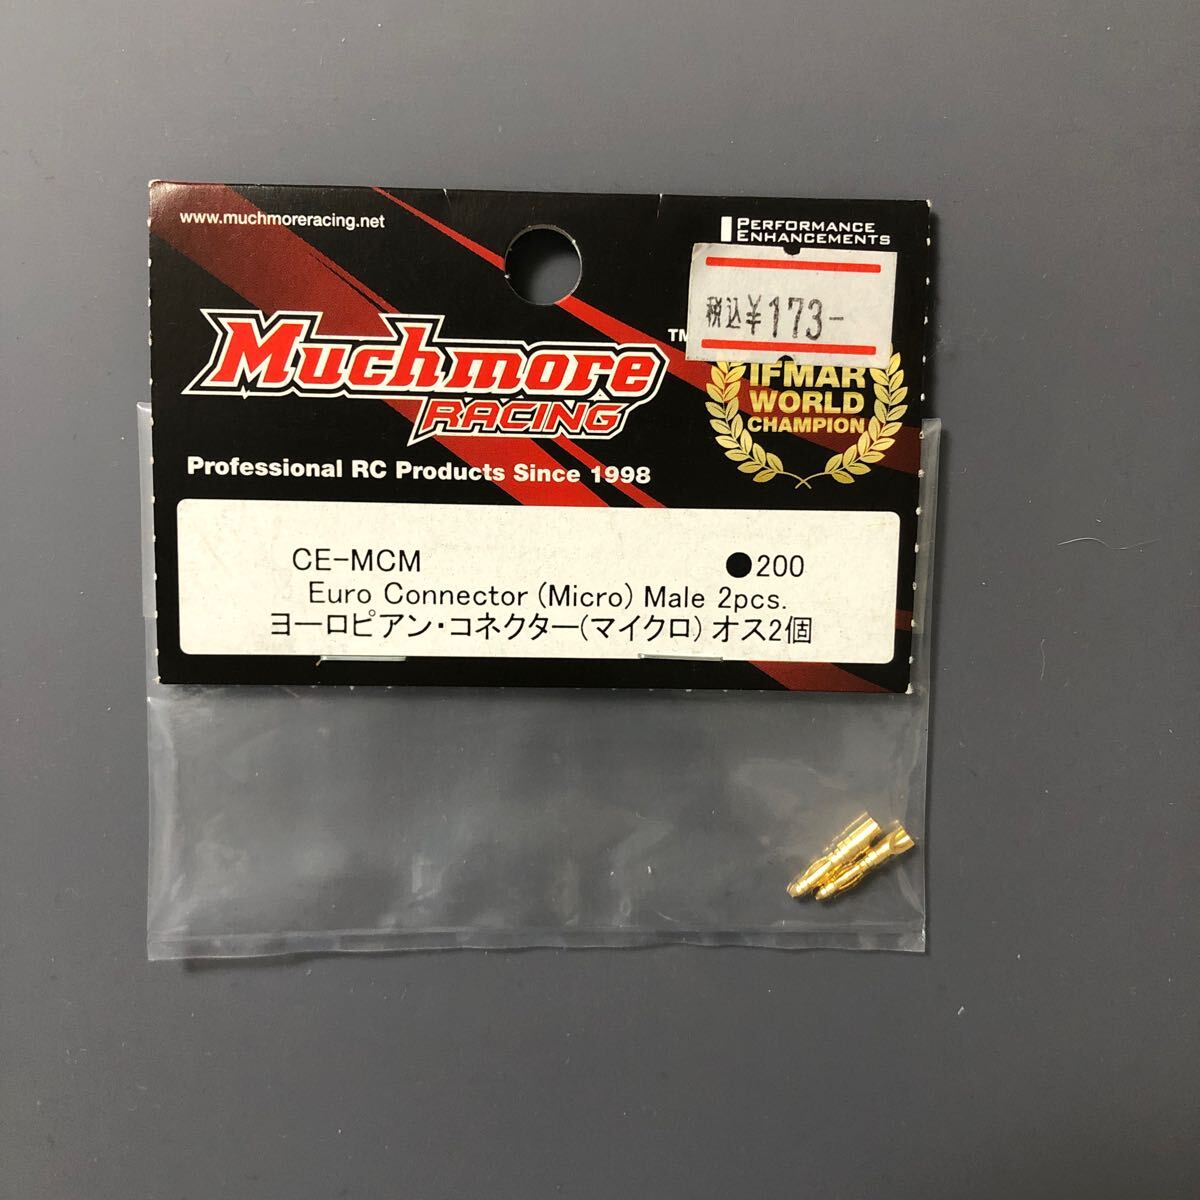 www.muchmoreracing.net
PERFORMANCE
ENHANCEMENTS
税込¥173-
TM
Muchmore
RACING
IFMAR
WORLD
CHAMPION
Professional RC Products Since 1998
CE-MCM ●200
Euro Connector (Micro) Male 2pcs.
ヨーロピアン・コネクター(マイクロ) オス2個